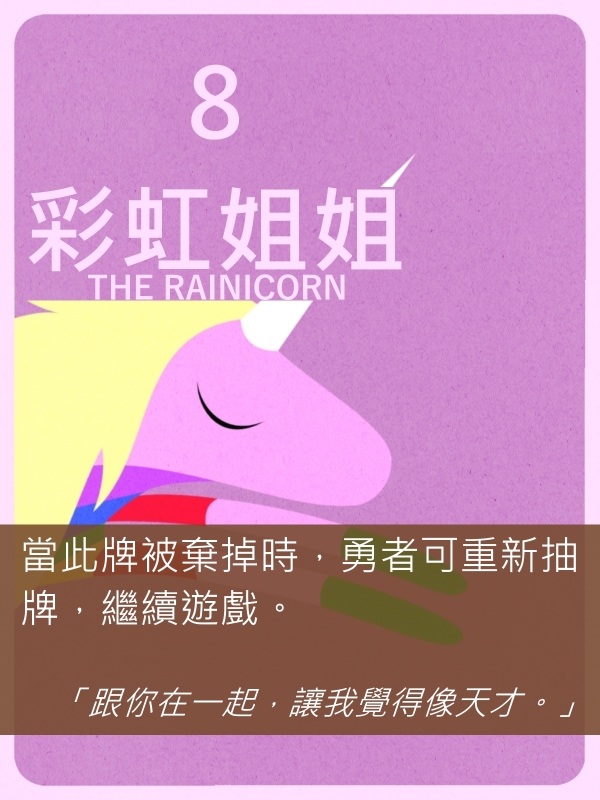 8
彩虹姐姐
THE RAINICORN
當此牌被棄掉時，勇者可重新抽
牌，繼續遊戲。
「跟你在一起，讓我覺得像天才。」